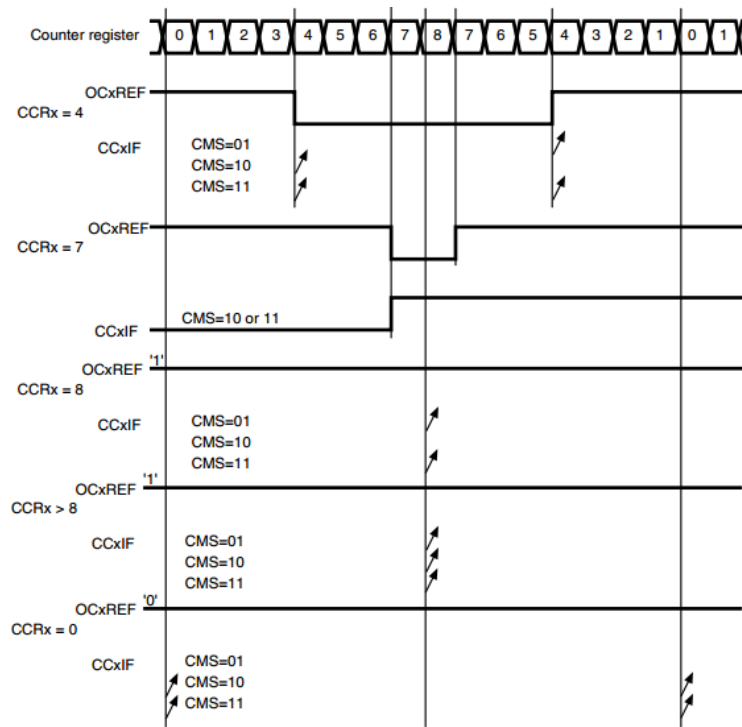 Counter register 0 1 2 3 4 5 6 7 8 7 6 5 4 3 2 1 0 1
OCxREF
CCRx = 4
CCxIF CMS=01
CMS=10
CMS=11
OCxREF
CCRx = 7
CCxIF CMS=10 or 11
OCxREF '1'
CCRx = 8
CCxIF CMS=01
CMS=10
CMS=11
OCxREF '1'
CCRx > 8
CCxIF CMS=01
CMS=10
CMS=11
OCxREF '0'
CCRx = 0
CCxIF CMS=01
CMS=10
CMS=11